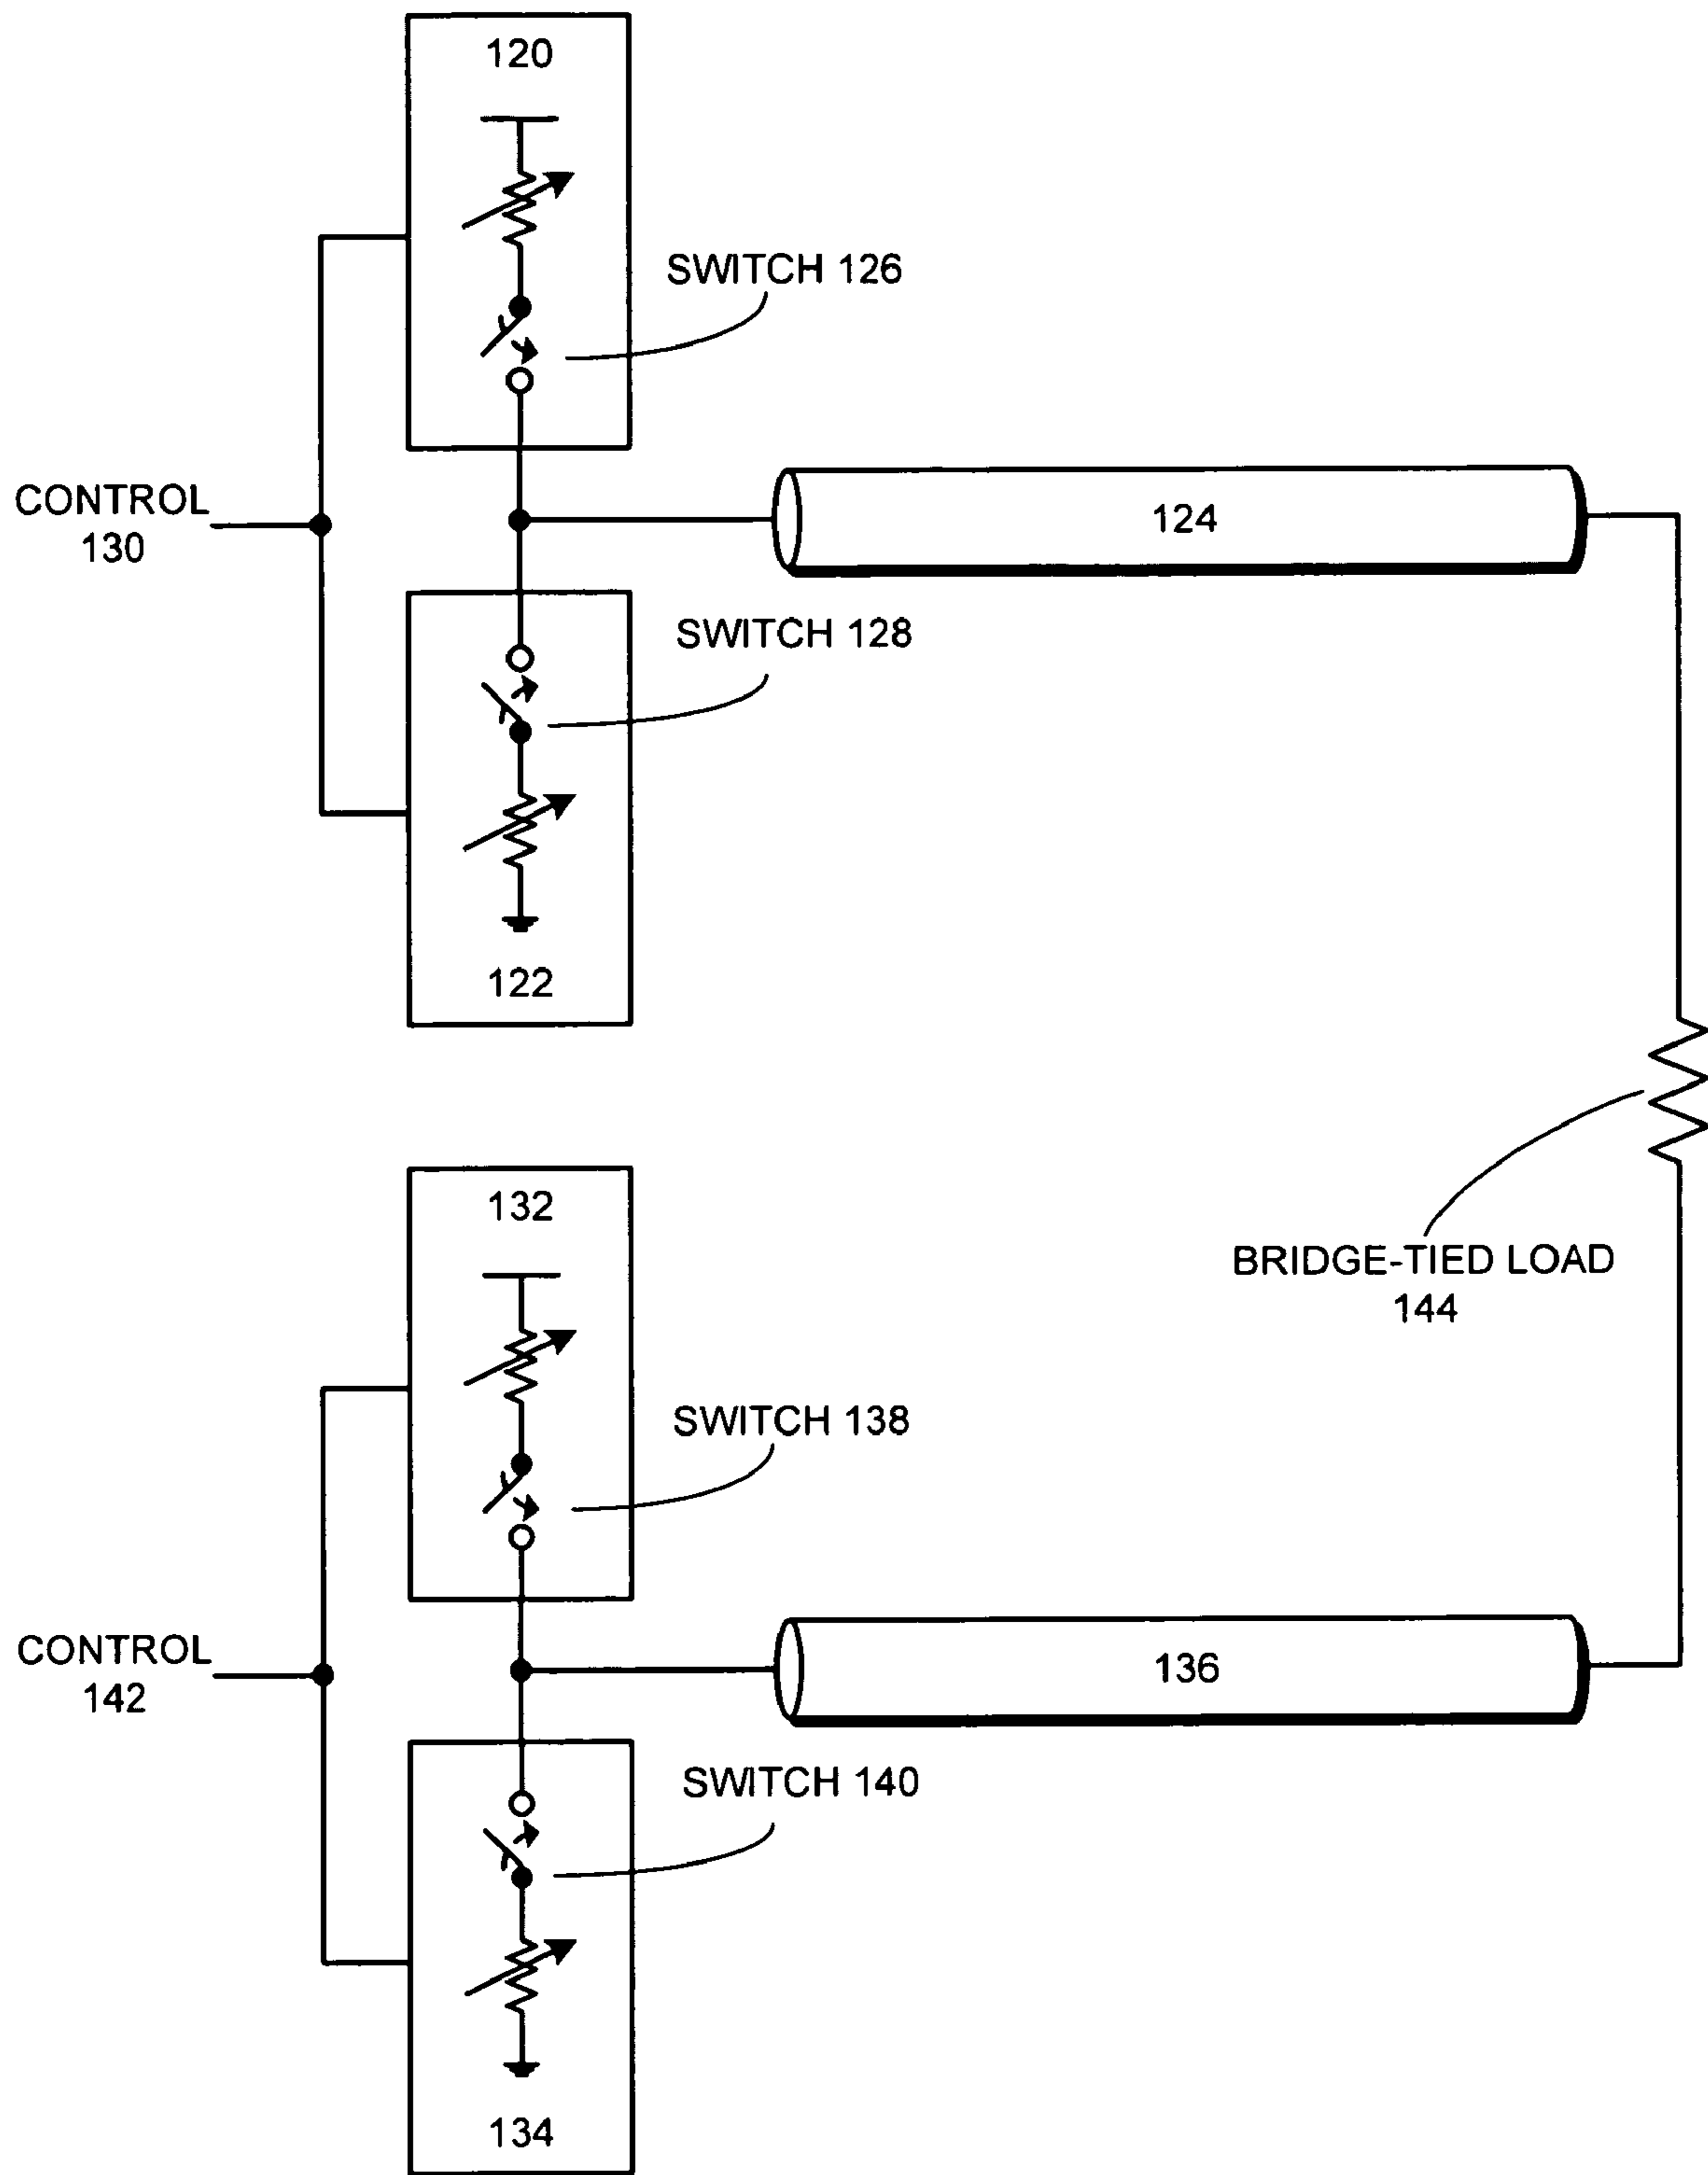 120
SWITCH 126
CONTROL
130
124
SWITCH 128
122
132
BRIDGE-TIED LOAD
144
SWITCH 138
CONTROL
142
136
SWITCH 140
134